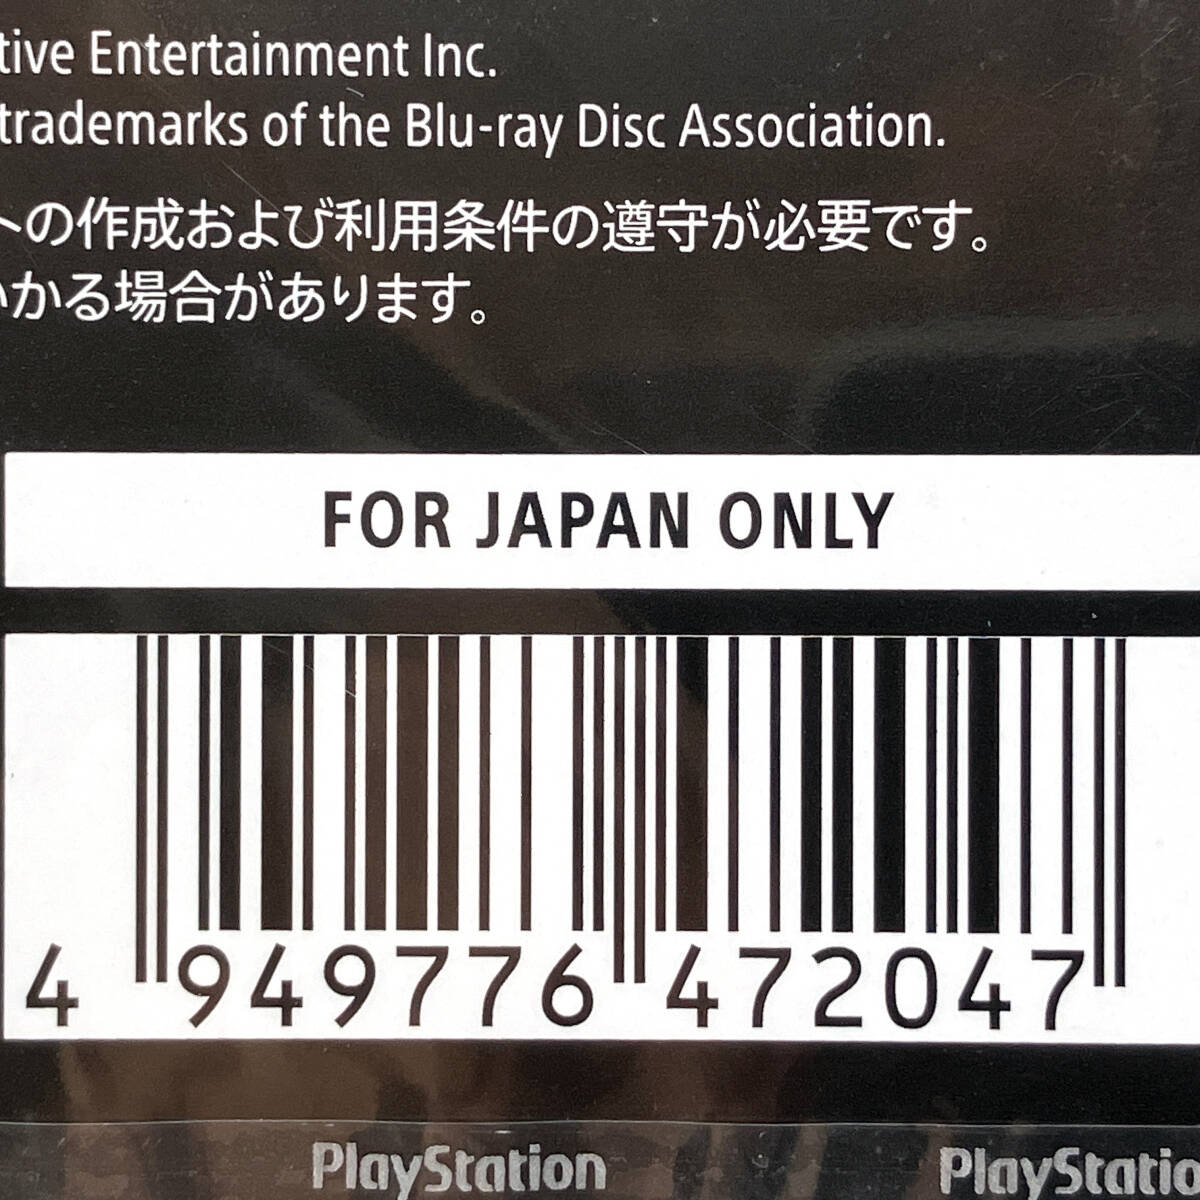 tive Entertainment Inc.
trademarks of the Blu-ray Disc Association.
トの作成および利用条件の遵守が必要です。
かかる場合があります。
FOR JAPAN ONLY
4 949776 472047
PlayStation PlayStatio